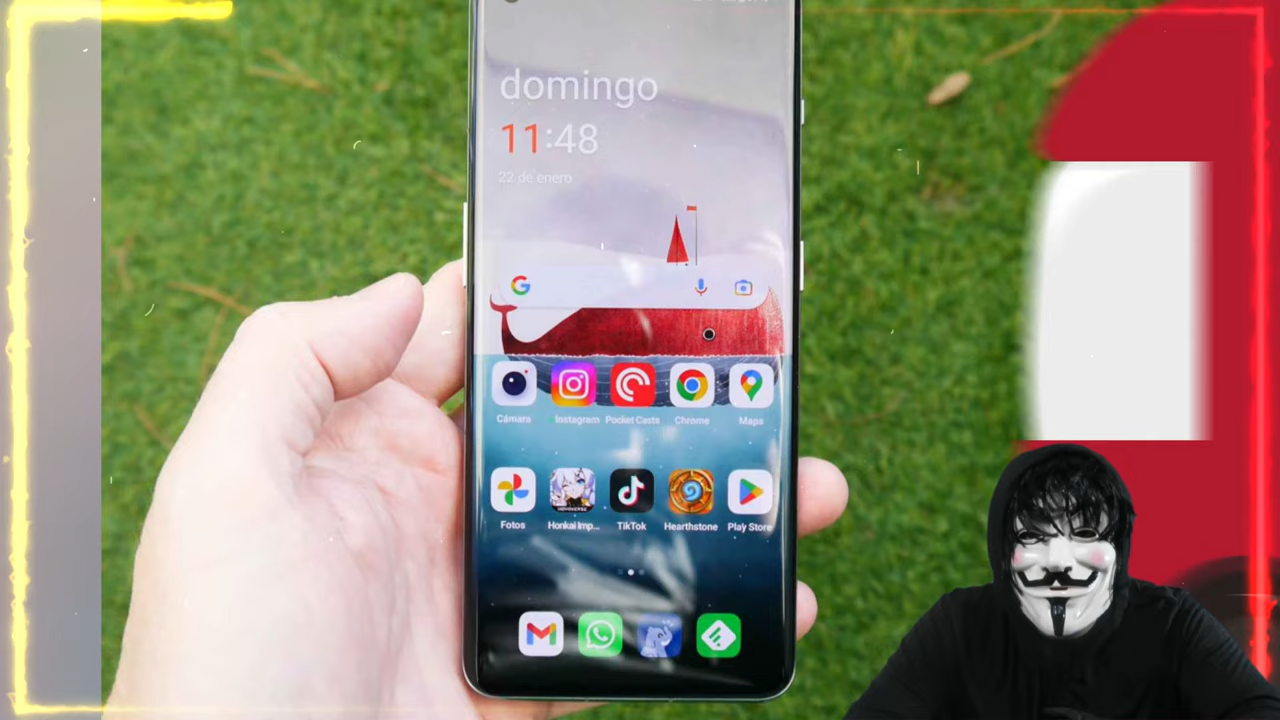 domingo
11:48
22 de enero
Cámara Instagram Pocket Casts Chrome Maps
Fotos Honkai Imp... TikTok Hearthstone Play Store